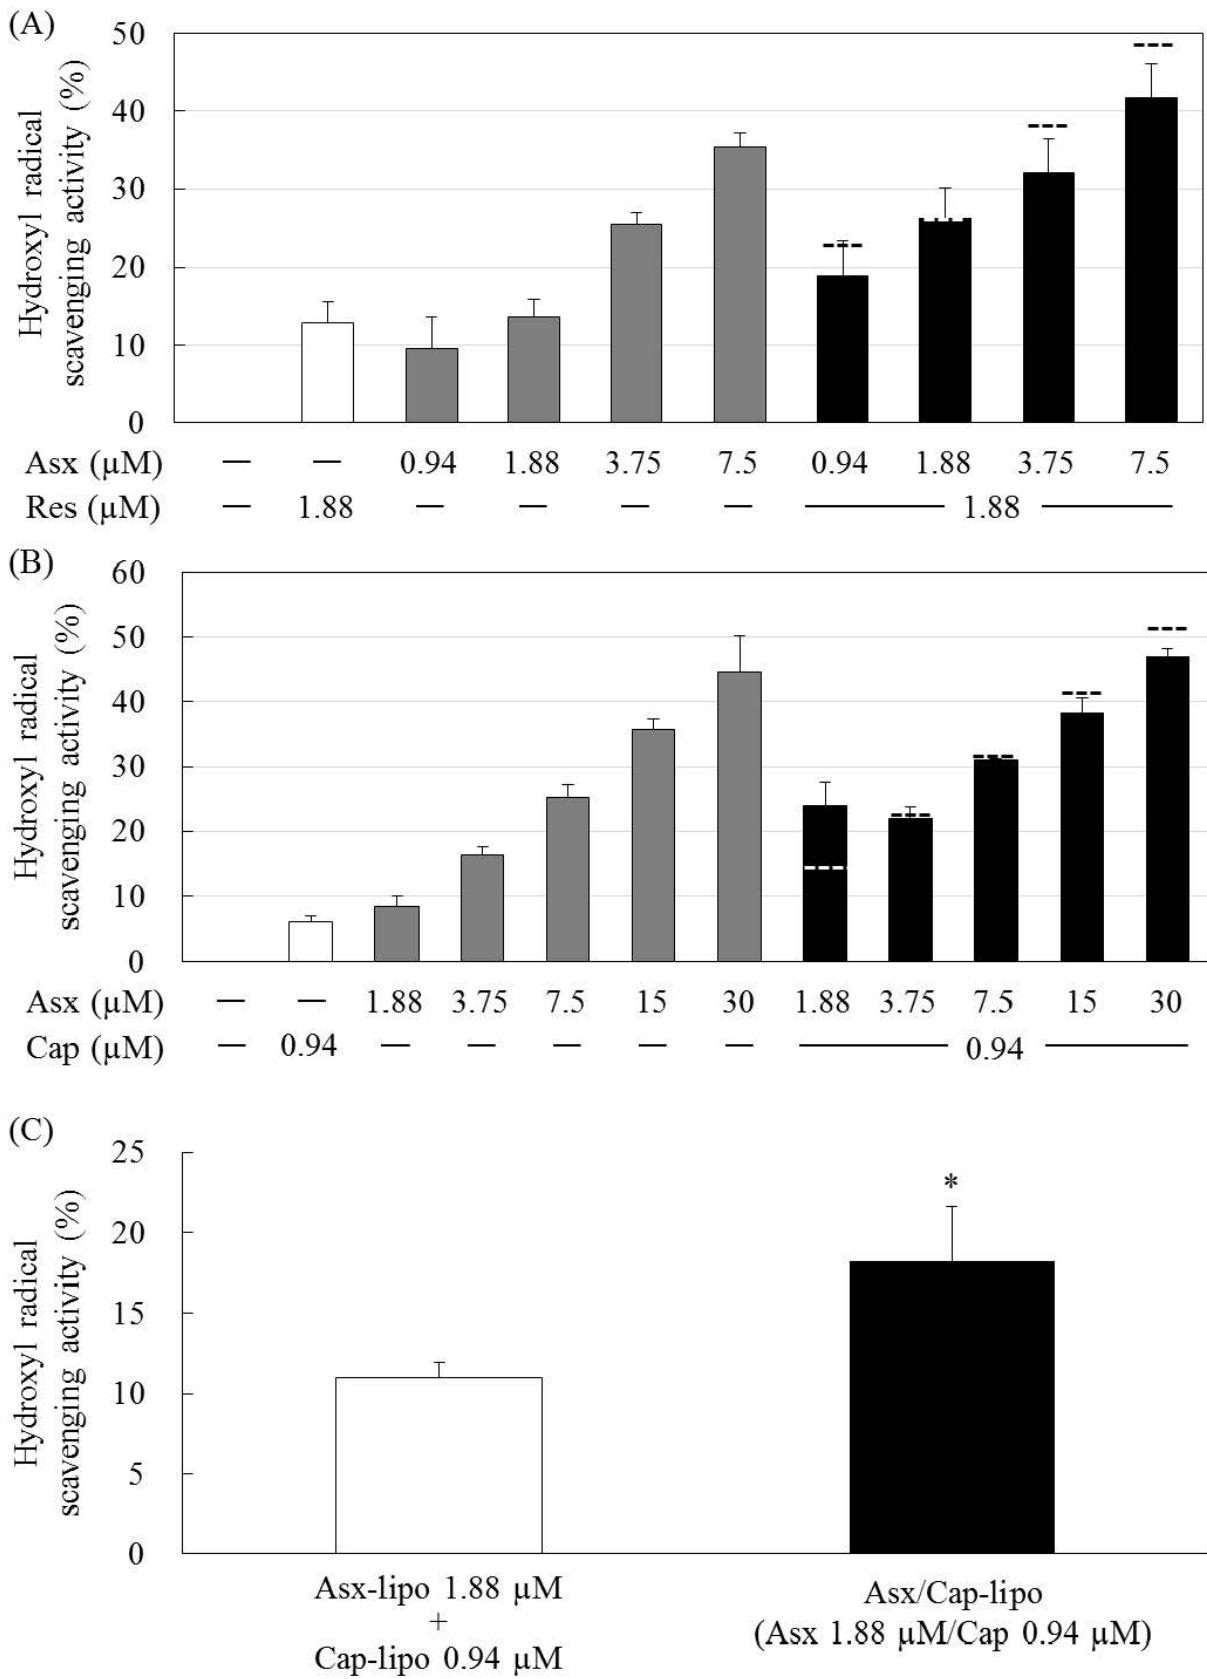 (A)
Hydroxyl radical
scavenging activity (%)
50
40
30
20
10
0
Asx (µM) — — 0.94 1.88 3.75 7.5 0.94 1.88 3.75 7.5
Res (µM) — 1.88 — — — — 1.88
(B)
Hydroxyl radical
scavenging activity (%)
60
50
40
30
20
10
0
Asx (µM) — — 1.88 3.75 7.5 15 30 1.88 3.75 7.5 15 30
Cap (µM) — 0.94 — — — — — 0.94
(C)
Hydroxyl radical
scavenging activity (%)
25
20
15
10
5
0
*
Asx-lipo 1.88 µM
+
Cap-lipo 0.94 µM
Asx/Cap-lipo
(Asx 1.88 µM/Cap 0.94 µM)